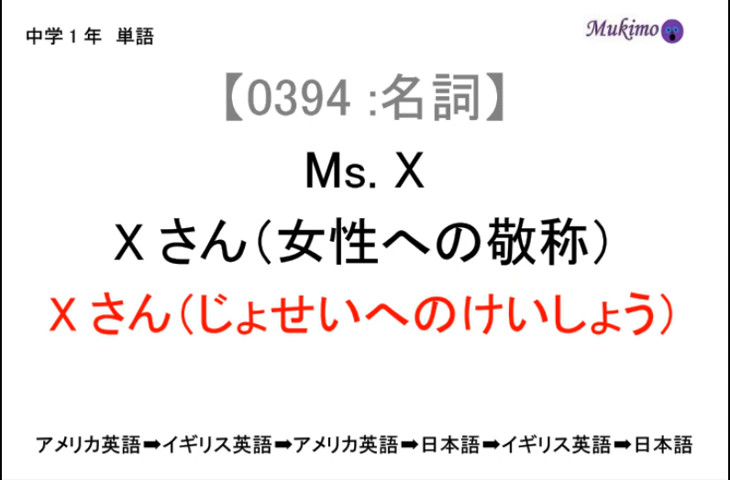 中学1年 単語
Mukimo
【0394 :名詞】
Ms. X
X さん（女性への敬称）
X さん（じょせいへのけいしょう）
アメリカ英語➡イギリス英語➡アメリカ英語➡日本語➡イギリス英語➡日本語